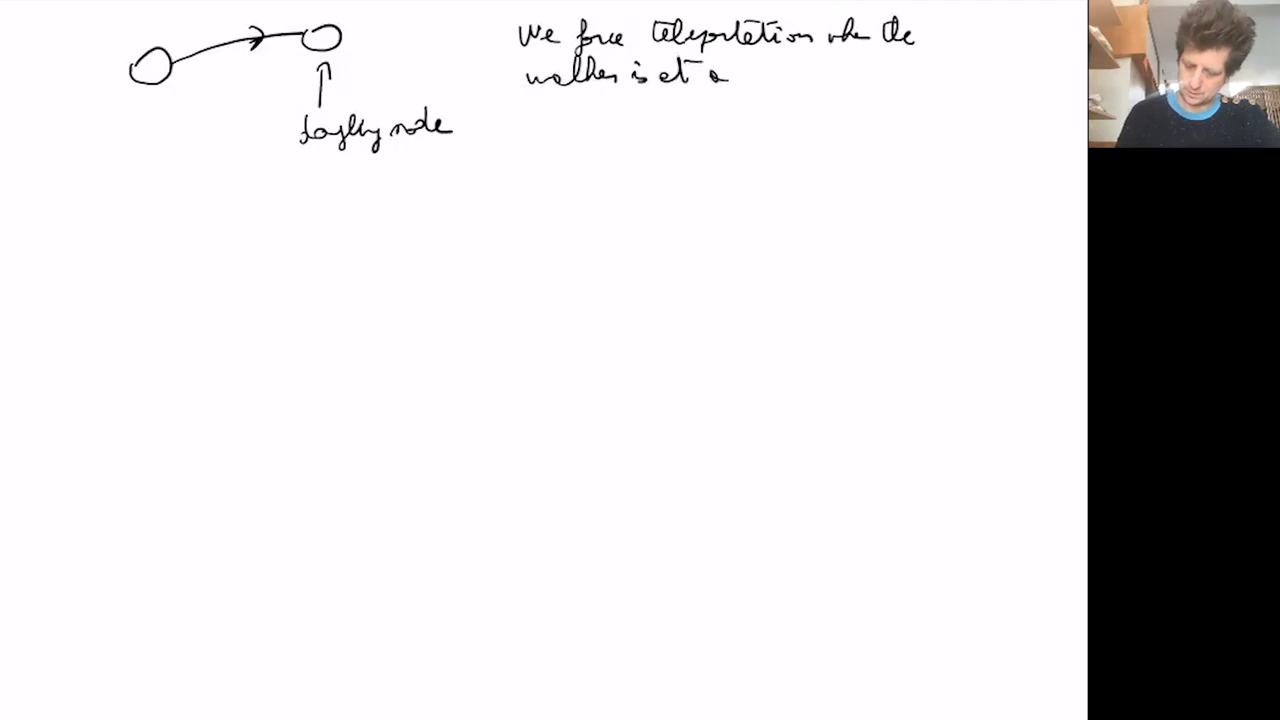 We force teleportation when the
walker is at a
dangling node